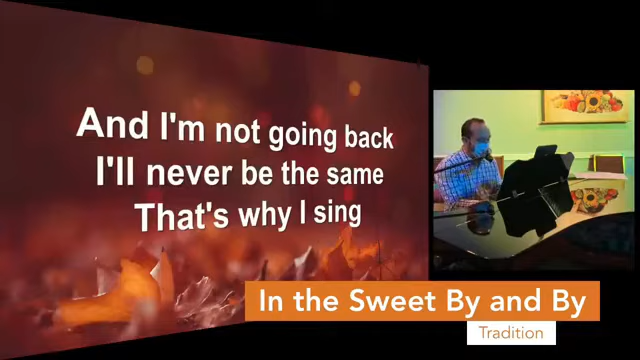 And I'm not going back
I'll never be the same
That's why I sing
In the Sweet By and By
Tradition